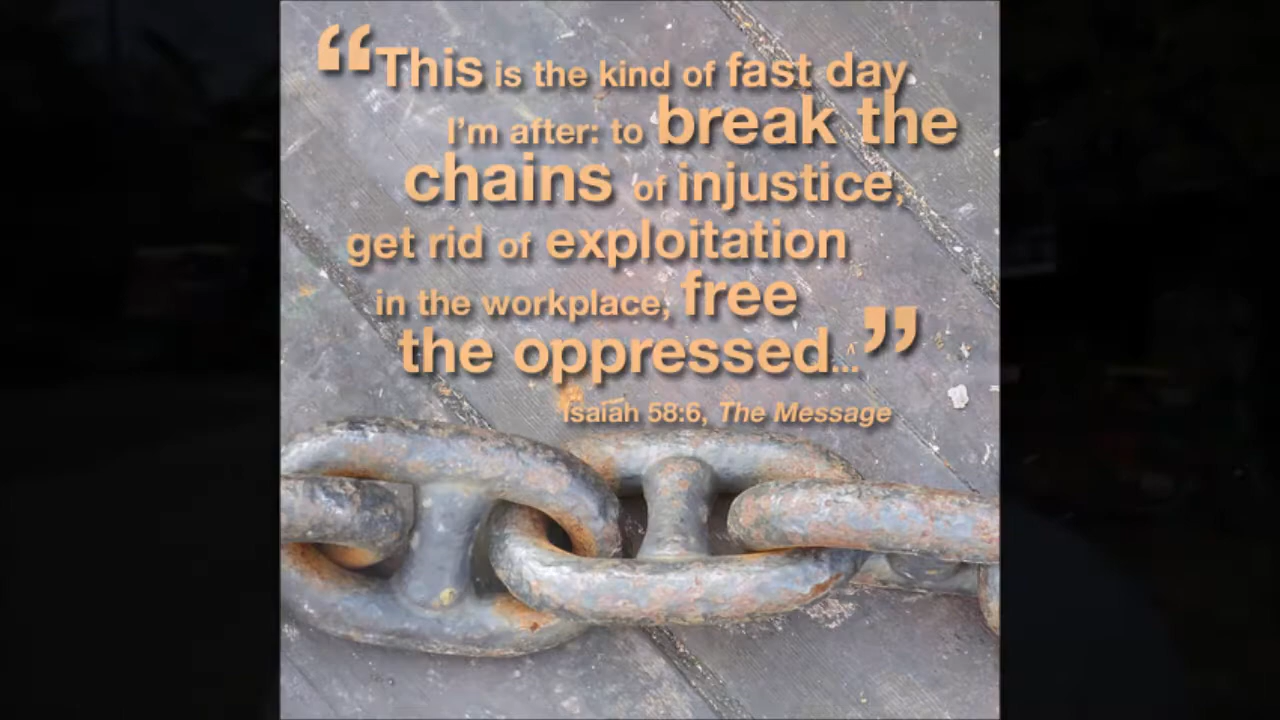 “This is the kind of fast day
I’m after: to break the
chains of injustice,
get rid of exploitation
in the workplace, free
the oppressed...”
Isaiah 58:6, The Message